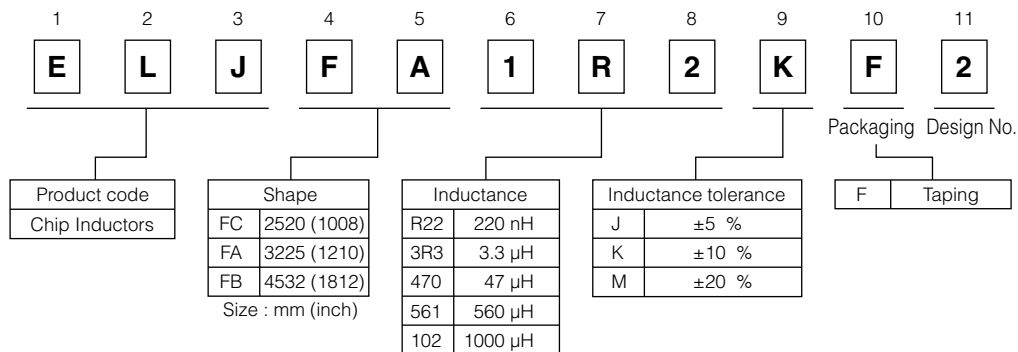 1 2 3 4 5 6 7 8 9 10 11
E L J F A 1 R 2 K F 2
Packaging Design No.
Product code
Chip Inductors
Shape
FC 2520 (1008)
FA 3225 (1210)
FB 4532 (1812)
Size : mm (inch)
Inductance
R22 220 nH
3R3 3.3 µH
470 47 µH
561 560 µH
102 1000 µH
Inductance tolerance
J ±5 %
K ±10 %
M ±20 %
F Taping